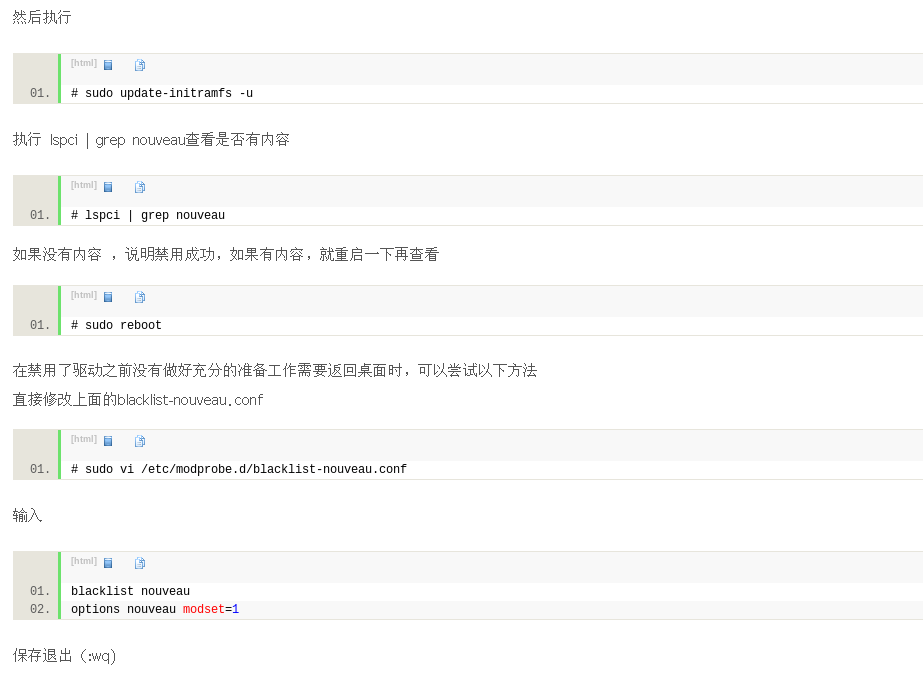 然后执行
[html]
01. # sudo update-initramfs -u
执行 lspci | grep nouveau查看是否有内容
[html]
01. # lspci | grep nouveau
如果没有内容 ，说明禁用成功，如果有内容，就重启一下再查看
[html]
01. # sudo reboot
在禁用了驱动之前没有做好充分的准备工作需要返回桌面时，可以尝试以下方法
直接修改上面的blacklist-nouveau.conf
[html]
01. # sudo vi /etc/modprobe.d/blacklist-nouveau.conf
输入
[html]
01. blacklist nouveau
02. options nouveau modset=1
保存退出（:wq)